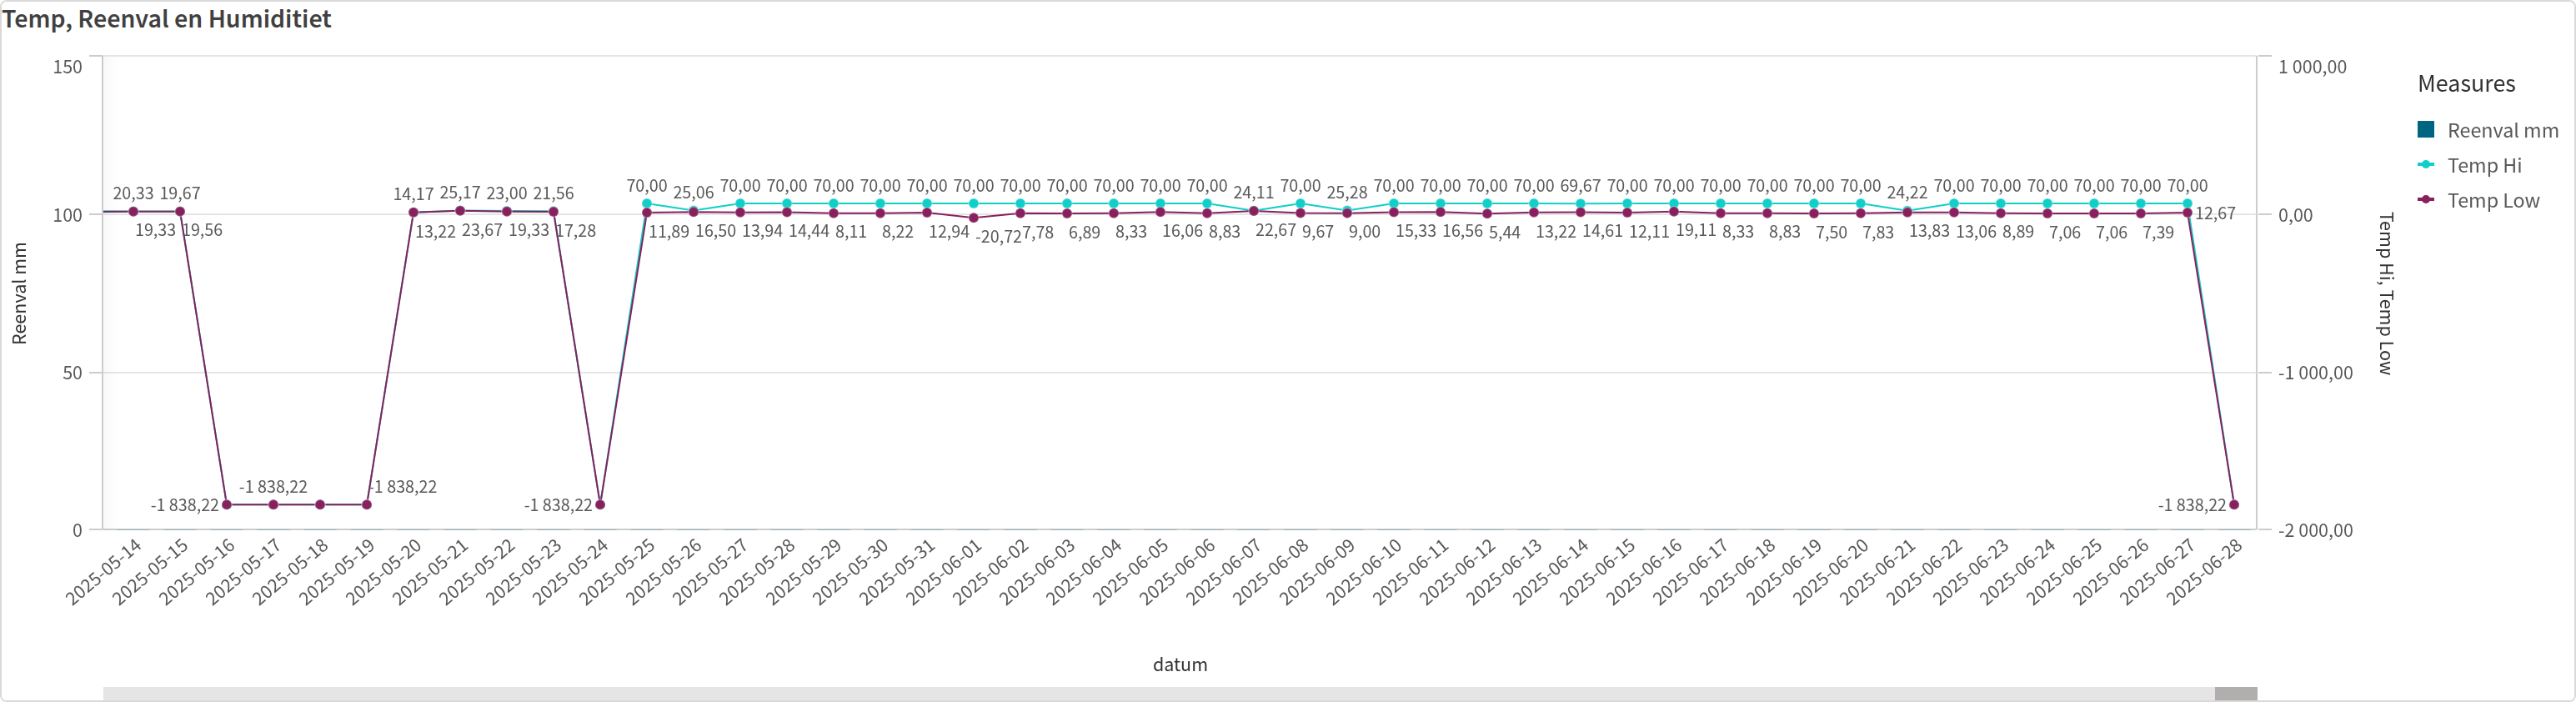 Temp, Reenval en Humiditiet
150
100
50
0
Reenval mm
1 000,00
0,00
-1 000,00
-2 000,00
Temp Hi, Temp Low
Measures
Reenval mm
Temp Hi
Temp Low
20,33 19,67 14,17 25,17 23,00 21,56 70,00 25,06 70,00 70,00 70,00 70,00 70,00 70,00 70,00 70,00 70,00 70,00 70,00 24,11 70,00 25,28 70,00 70,00 70,00 70,00 69,67 70,00 70,00 70,00 70,00 70,00 70,00 24,22 70,00 70,00 70,00 70,00 70,00 70,00
19,33 19,56 13,22 23,67 19,33 17,28 11,89 16,50 13,94 14,44 8,11 8,22 12,94 -20,72 7,78 6,89 8,33 16,06 8,83 22,67 9,67 9,00 15,33 16,56 5,44 13,22 14,61 12,11 19,11 8,33 8,83 7,50 7,83 13,83 13,06 8,89 7,06 7,06 7,39 12,67
-1 838,22 -1 838,22 -1 838,22 -1 838,22 -1 838,22
2025-05-14 2025-05-15 2025-05-16 2025-05-17 2025-05-18 2025-05-19 2025-05-20 2025-05-21 2025-05-22 2025-05-23 2025-05-24 2025-05-25 2025-05-26 2025-05-27 2025-05-28 2025-05-29 2025-05-30 2025-05-31 2025-06-01 2025-06-02 2025-06-03 2025-06-04 2025-06-05 2025-06-06 2025-06-07 2025-06-08 2025-06-09 2025-06-10 2025-06-11 2025-06-12 2025-06-13 2025-06-14 2025-06-15 2025-06-16 2025-06-17 2025-06-18 2025-06-19 2025-06-20 2025-06-21 2025-06-22 2025-06-23 2025-06-24 2025-06-25 2025-06-26 2025-06-27 2025-06-28
datum